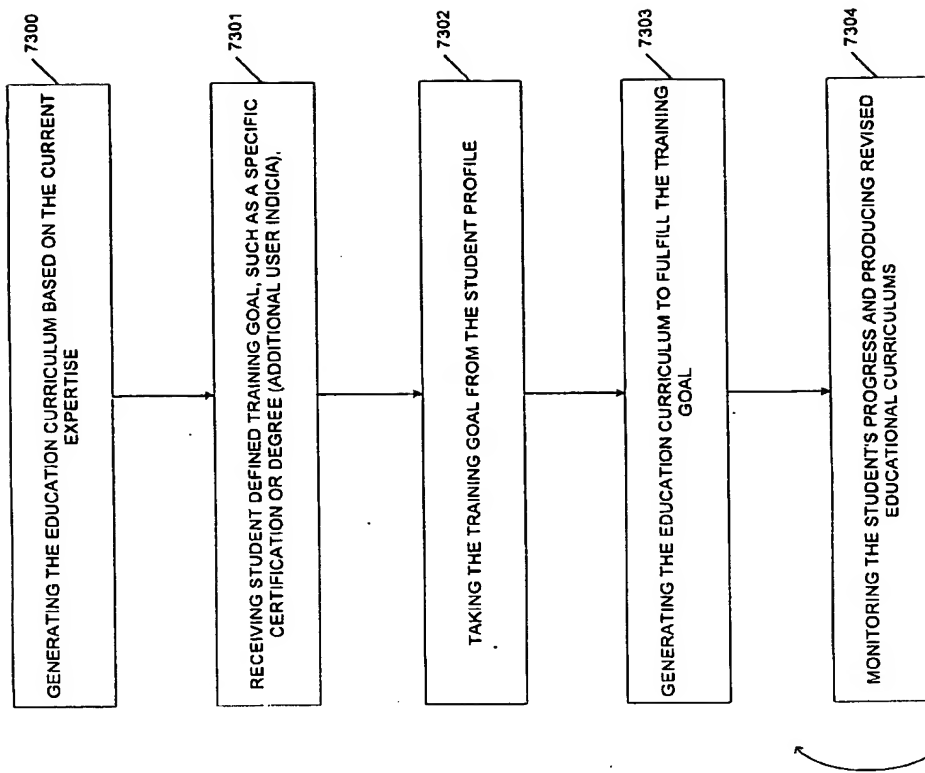 7300
GENERATING THE EDUCATION CURRICULUM BASED ON THE CURRENT
EXPERTISE
7301
RECEIVING STUDENT DEFINED TRAINING GOAL, SUCH AS A SPECIFIC
CERTIFICATION OR DEGREE (ADDITIONAL USER INDICIA),
7302
TAKING THE TRAINING GOAL FROM THE STUDENT PROFILE
7303
GENERATING THE EDUCATION CURRICULUM TO FULFILL THE TRAINING
GOAL
7304
MONITORING THE STUDENT'S PROGRESS AND PRODUCING REVISED
EDUCATIONAL CURRICULUMS